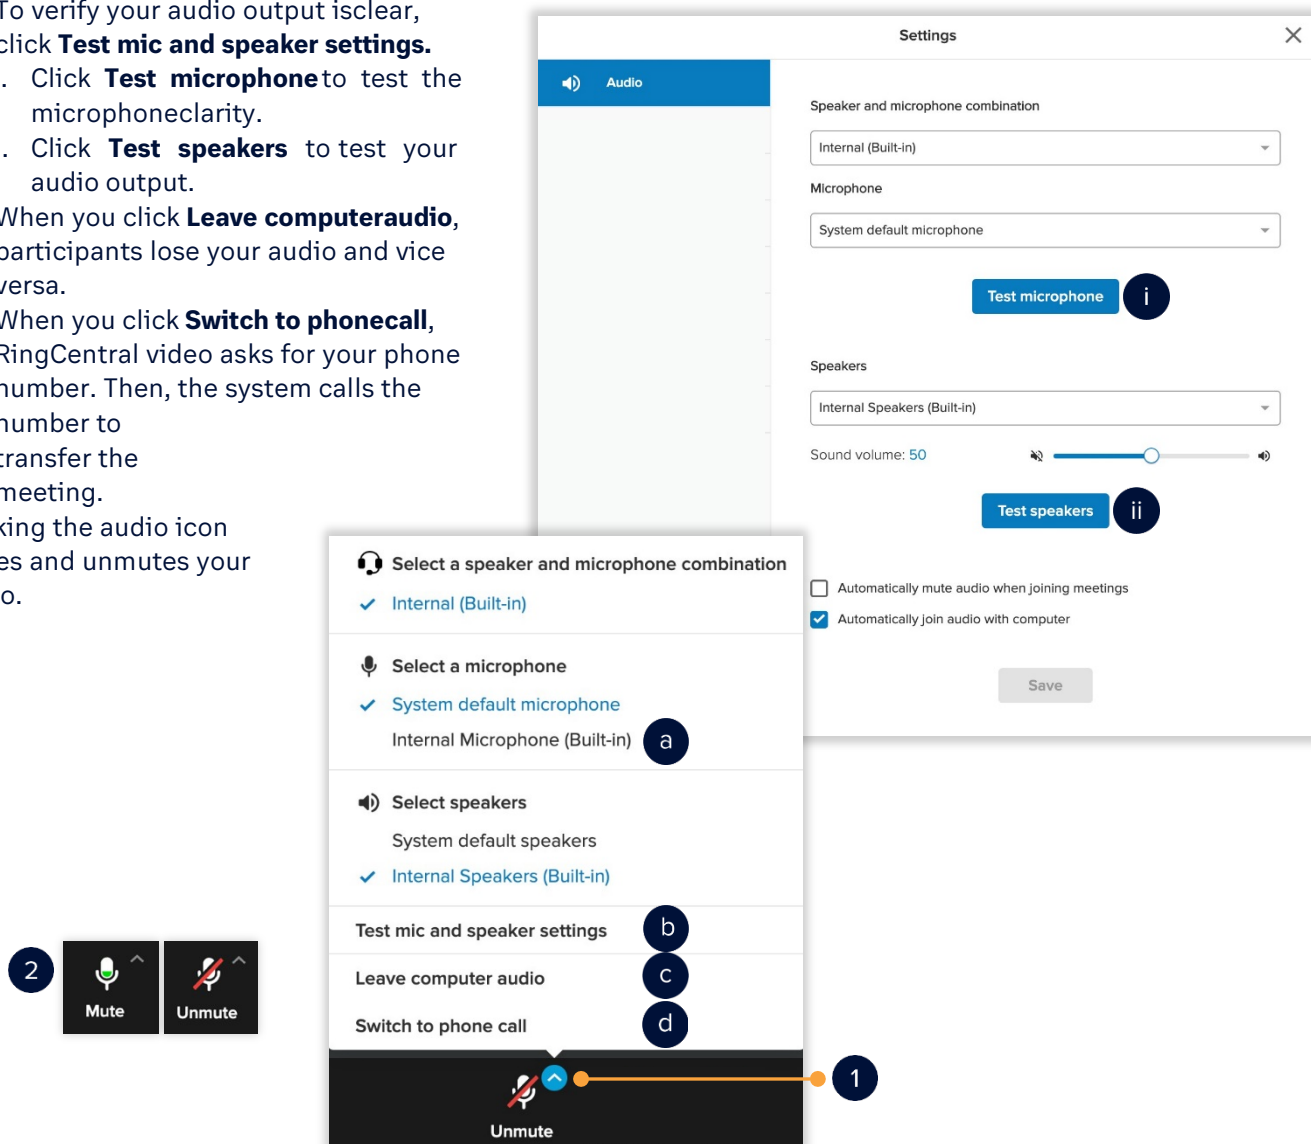 To verify your audio output isclear,
click Test mic and speaker settings.
. Click Test microphone to test the
microphoneclarity.
. Click Test speakers to test your
audio output.
When you click Leave computeraudio,
participants lose your audio and vice
versa.
When you click Switch to phonecall,
RingCentral video asks for your phone
number. Then, the system calls the
number to
transfer the
meeting.
king the audio icon
es and unmutes your
o.
Settings
Audio
Speaker and microphone combination
Internal (Built-in)
Microphone
System default microphone
Test microphone i
Speakers
Internal Speakers (Built-in)
Sound volume: 50
Test speakers ii
Automatically mute audio when joining meetings
Automatically join audio with computer
Save
Select a speaker and microphone combination
Internal (Built-in)
Select a microphone
System default microphone
Internal Microphone (Built-in) a
Select speakers
System default speakers
Internal Speakers (Built-in)
Test mic and speaker settings b
Leave computer audio c
Switch to phone call d
1
Unmute
2
Mute Unmute